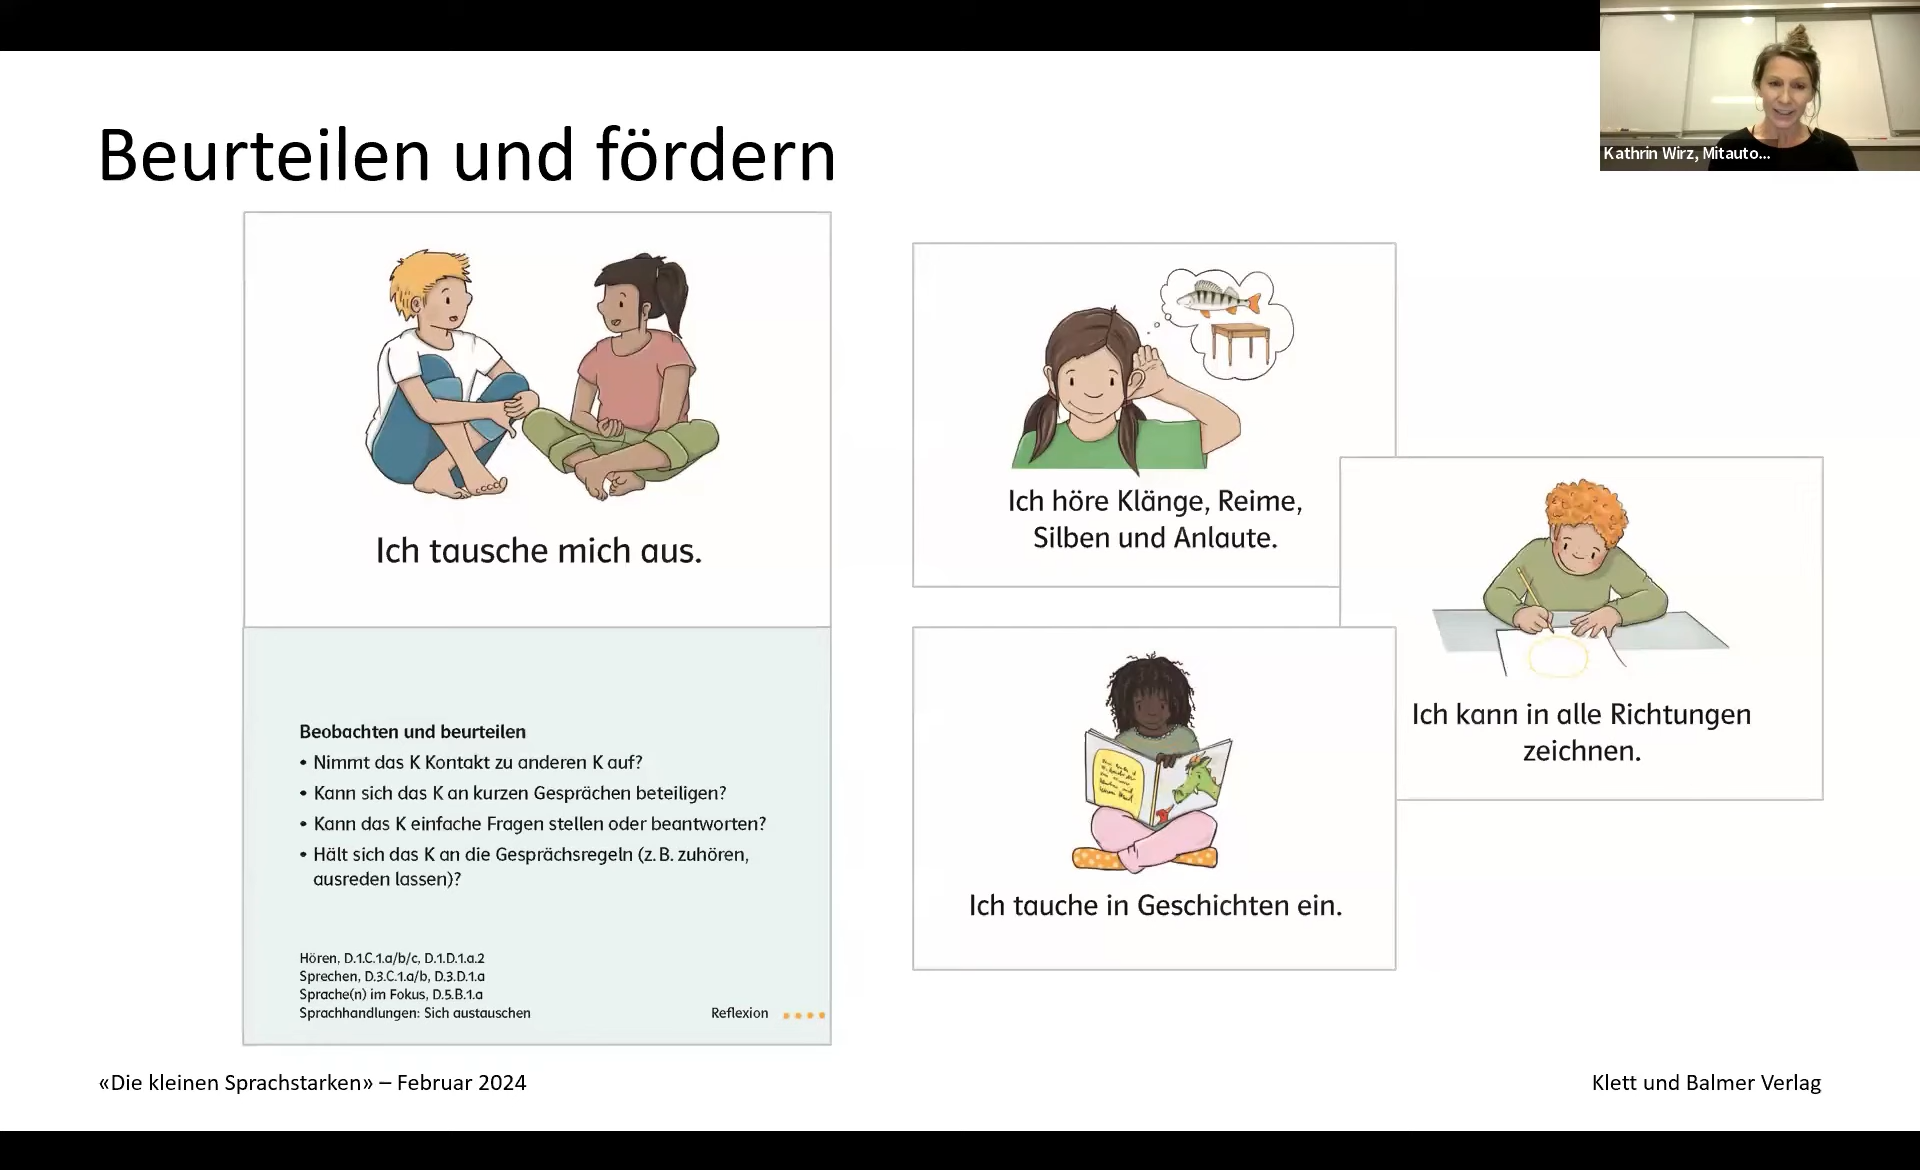 Kathrin Wirz, Mitauto...
Beurteilen und fördern
Ich tausche mich aus.
Beobachten und beurteilen
• Nimmt das K Kontakt zu anderen K auf?
• Kann sich das K an kurzen Gesprächen beteiligen?
• Kann das K einfache Fragen stellen oder beantworten?
• Hält sich das K an die Gesprächsregeln (z. B. zuhören,
ausreden lassen)?
Hören, D.1.C.1.a/b/c, D.1.D.1.a.2
Sprechen, D.3.C.1.a/b, D.3.D.1.a
Sprache(n) im Fokus, D.5.B.1.a
Sprachhandlungen: Sich austauschen
Reflexion
Ich höre Klänge, Reime,
Silben und Anlaute.
Ich kann in alle Richtungen
zeichnen.
Ich tauche in Geschichten ein.
«Die kleinen Sprachstarken» – Februar 2024
Klett und Balmer Verlag